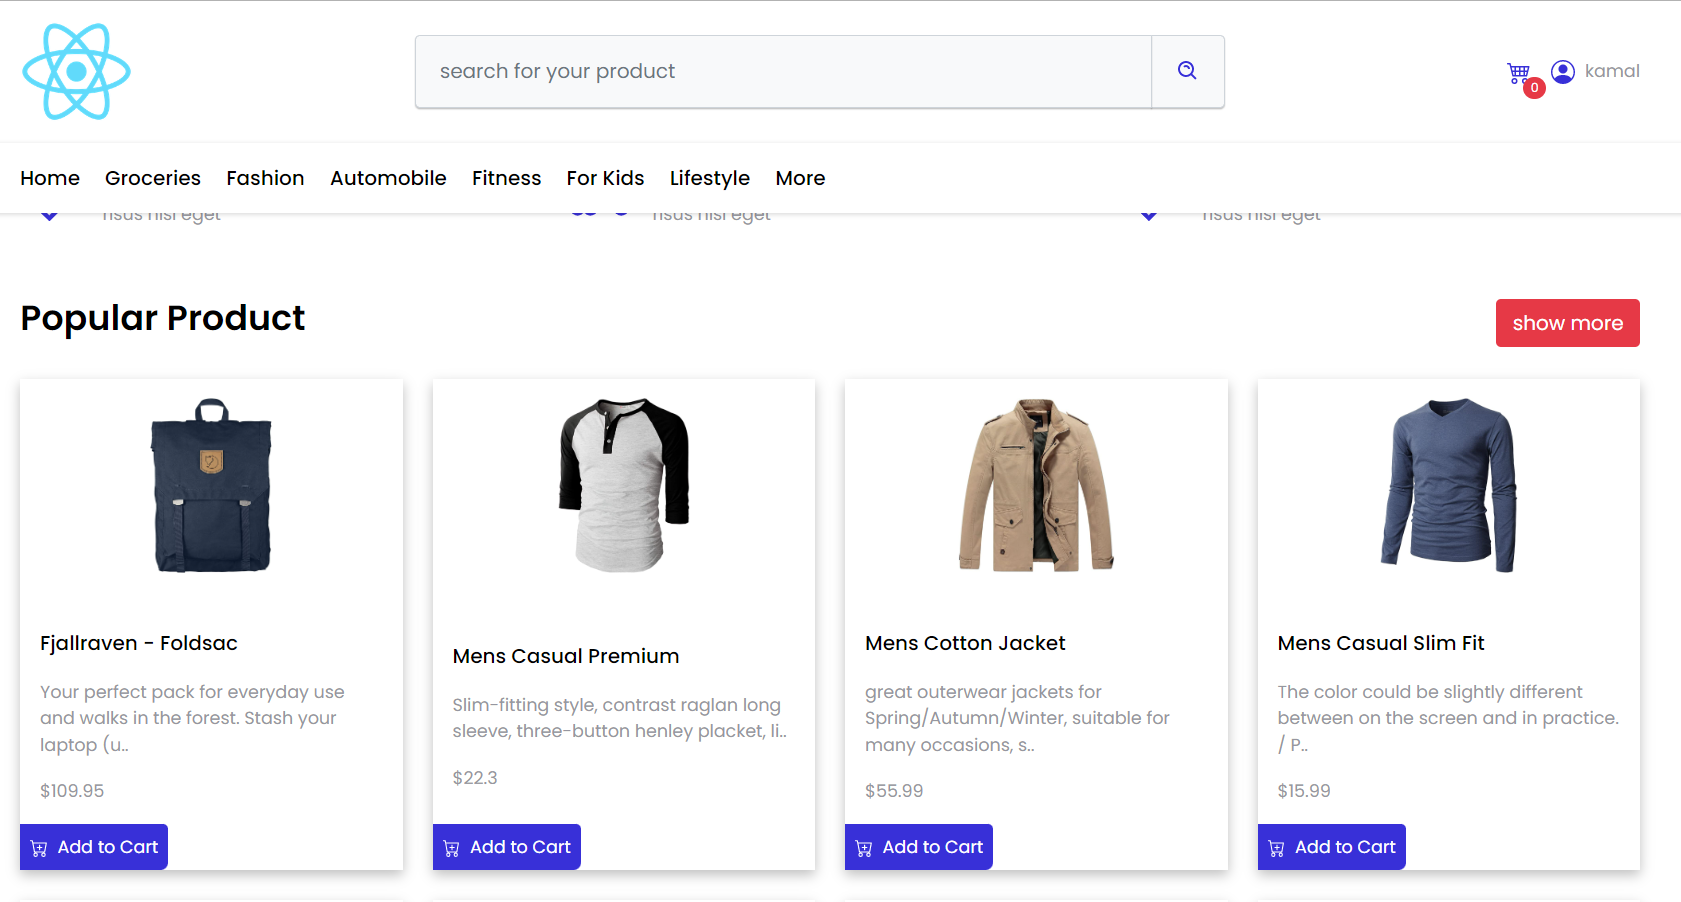 search for your product
0
kamal
Home Groceries Fashion Automobile Fitness For Kids Lifestyle More
risus nisl eget risus nisl eget risus nisl eget
Popular Product
show more
Fjallraven - Foldsac
Your perfect pack for everyday use
and walks in the forest. Stash your
laptop (u..
$109.95
Add to Cart
Mens Casual Premium
Slim-fitting style, contrast raglan long
sleeve, three-button henley placket, li..
$22.3
Add to Cart
Mens Cotton Jacket
great outerwear jackets for
Spring/Autumn/Winter, suitable for
many occasions, s..
$55.99
Add to Cart
Mens Casual Slim Fit
The color could be slightly different
between on the screen and in practice.
/ P..
$15.99
Add to Cart